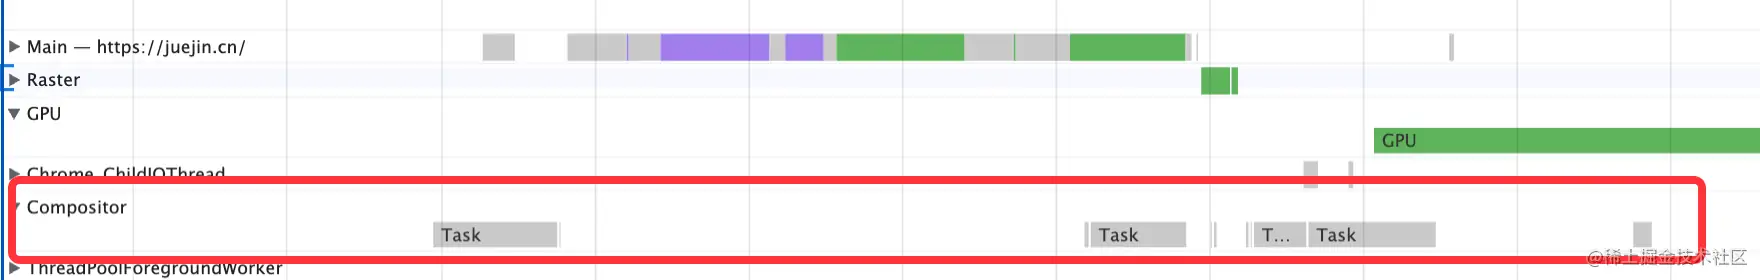 Main — https://juejin.cn/
Raster
GPU
GPU
Chrome_ChildIOThread
Compositor
Task Task T... Task
ThreadPoolForegroundWorker
@稀土掘金技术社区